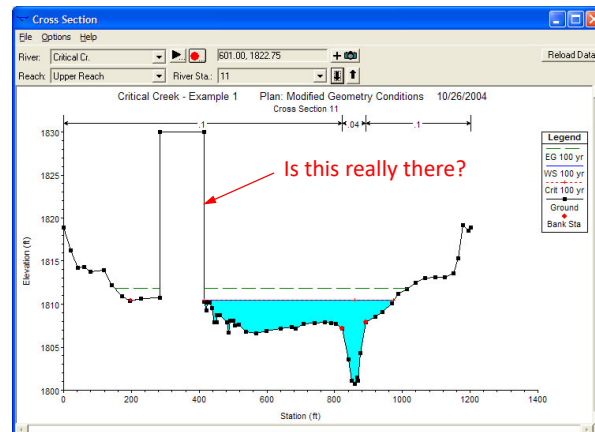 Cross Section
File Options Help
River: Critical Cr. 601.00, 1822.75 Reload Data
Reach: Upper Reach River Sta.: 11
Critical Creek - Example 1 Plan: Modified Geometry Conditions 10/26/2004
Cross Section 11
.1 .04 .1
Is this really there?
Legend
EG 100 yr
WS 100 yr
Crit 100 yr
Ground
Bank Sta
Elevation (ft)
1830
1825
1820
1815
1810
1805
1800
0 200 400 600 800 1000 1200 1400
Station (ft)